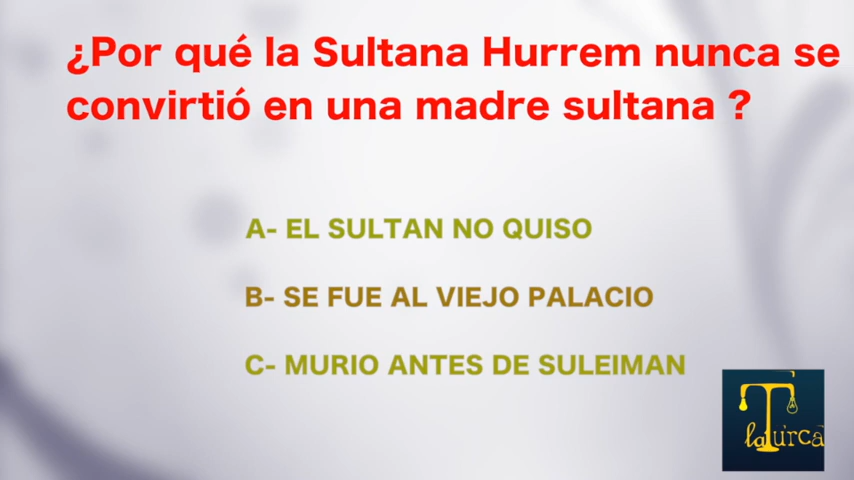 ¿Por qué la Sultana Hurrem nunca se
convirtió en una madre sultana ?
A- EL SULTAN NO QUISO
B- SE FUE AL VIEJO PALACIO
C- MURIO ANTES DE SULEIMAN
la Turca